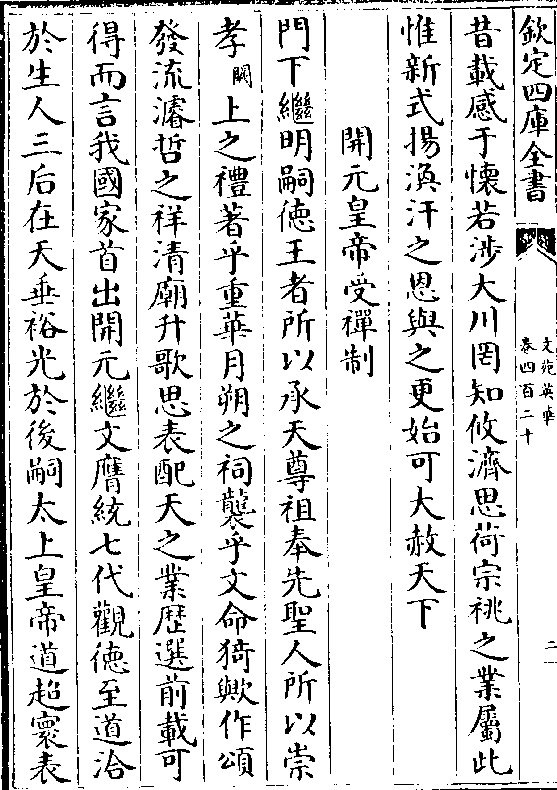 欽定四庫全書
文苑英華
卷四百二十
二
昔載感于懷若涉大川罔知攸濟思荷宗祧之業屬此
惟新式揚渙汗之恩與之更始可大赦天下
開元皇帝受禪制
門下繼明嗣德王者所以承天尊祖奉先聖人所以崇
孝闕上之禮著乎重華月朔之祠襲乎文命猗歟作頌
發流濬哲之祥清廟升歌思表配天之業歷選前載可
得而言我國家首出開元繼文膺統七代觀德至道洽
於生人三后在天垂裕光於後嗣太上皇帝道超寰表